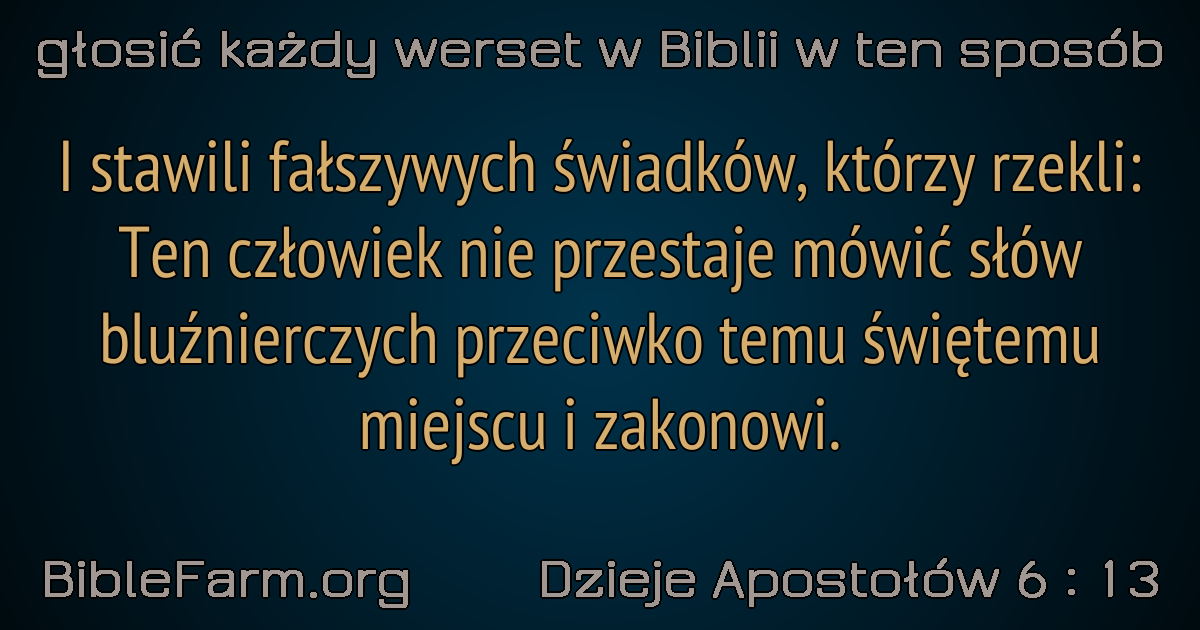 głosić każdy werset w Biblii w ten sposób
I stawili fałszywych świadków, którzy rzekli:
Ten człowiek nie przestaje mówić słów
bluźnierczych przeciwko temu świętemu
miejscu i zakonowi.
BibleFarm.org Dzieje Apostołów 6 : 13